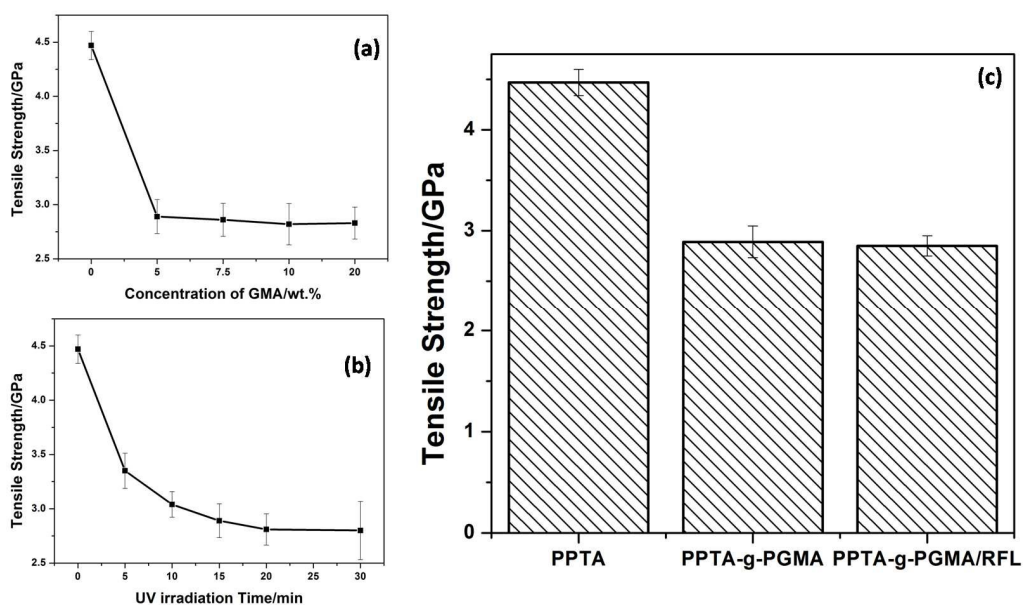 (a)
Tensile Strength/GPa
4.5
4.0
3.5
3.0
2.5
0 5 7.5 10 20
Concentration of GMA/wt.%
(b)
Tensile Strength/GPa
4.5
4.0
3.5
3.0
2.5
0 5 10 15 20 25 30
UV irradiation Time/min
(c)
Tensile Strength/GPa
4
3
2
1
0
PPTA PPTA-g-PGMA PPTA-g-PGMA/RFL